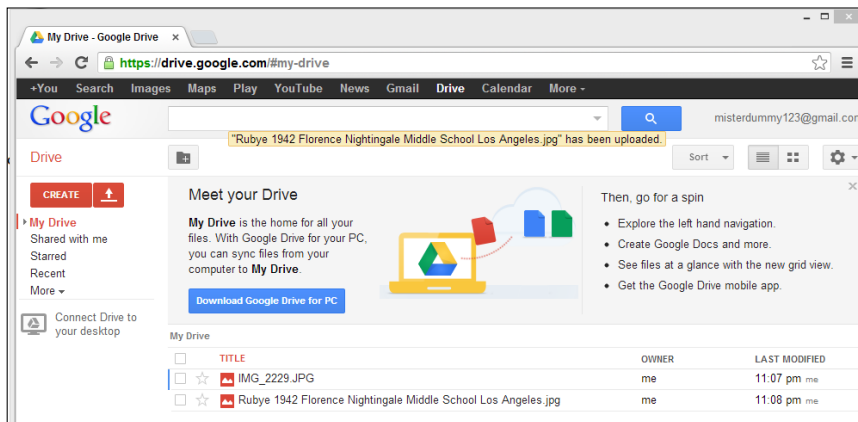 My Drive - Google Drive
https://drive.google.com/#my-drive
+You Search Images Maps Play YouTube News Gmail Drive Calendar More
Google
misterdummy123@gmail.com
"Rubye 1942 Florence Nightingale Middle School Los Angeles.jpg" has been uploaded.
Drive
Sort
CREATE
My Drive
Shared with me
Starred
Recent
More
Connect Drive to
your desktop
Meet your Drive
My Drive is the home for all your
files. With Google Drive for your PC,
you can sync files from your
computer to My Drive.
Download Google Drive for PC
Then, go for a spin
Explore the left hand navigation.
Create Google Docs and more.
See files at a glance with the new grid view.
Get the Google Drive mobile app.
My Drive
TITLE OWNER LAST MODIFIED
IMG_2229.JPG me 11:07 pm me
Rubye 1942 Florence Nightingale Middle School Los Angeles.jpg me 11:08 pm me